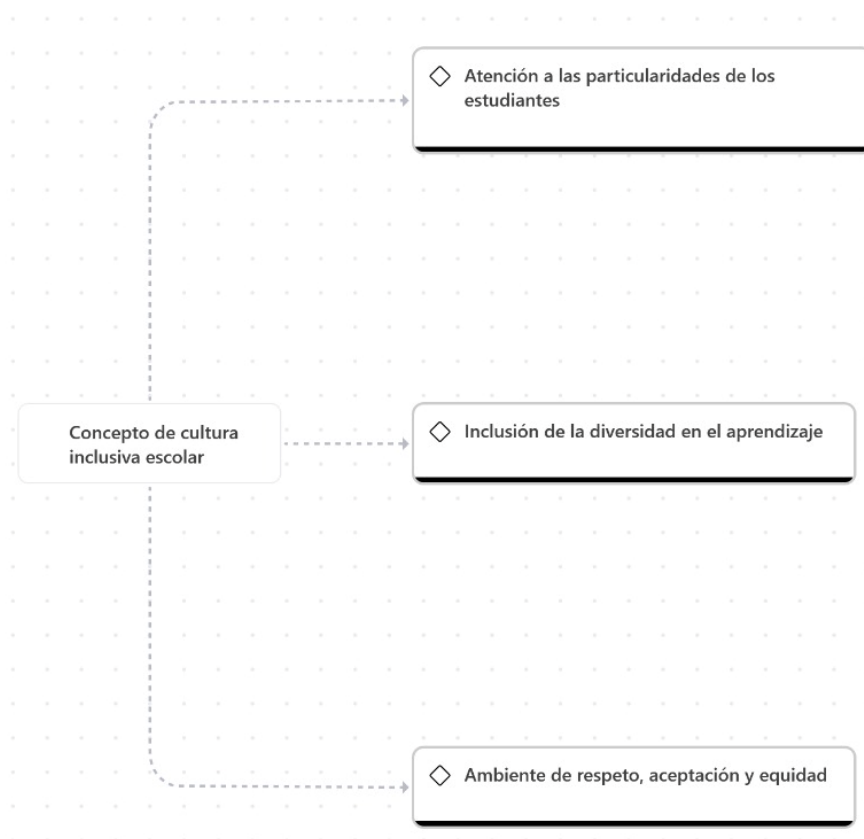 Atención a las particularidades de los
estudiantes
Concepto de cultura
inclusiva escolar
Inclusión de la diversidad en el aprendizaje
Ambiente de respeto, aceptación y equidad